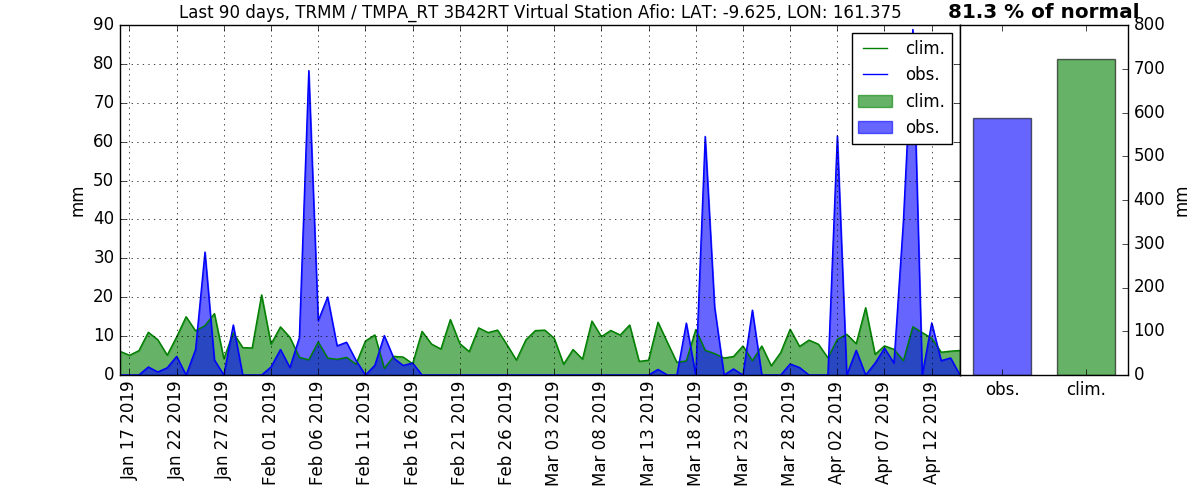 Last 90 days, TRMM / TMPA_RT 3B42RT Virtual Station Afio: LAT: -9.625, LON: 161.375
81.3 % of normal
90
80
70
60
50
40
30
20
10
0
mm
clim.
obs.
clim.
obs.
800
700
600
500
400
300
200
100
0
mm
obs.
clim.
Jan 17 2019
Jan 22 2019
Jan 27 2019
Feb 01 2019
Feb 06 2019
Feb 11 2019
Feb 16 2019
Feb 21 2019
Feb 26 2019
Mar 03 2019
Mar 08 2019
Mar 13 2019
Mar 18 2019
Mar 23 2019
Mar 28 2019
Apr 02 2019
Apr 07 2019
Apr 12 2019